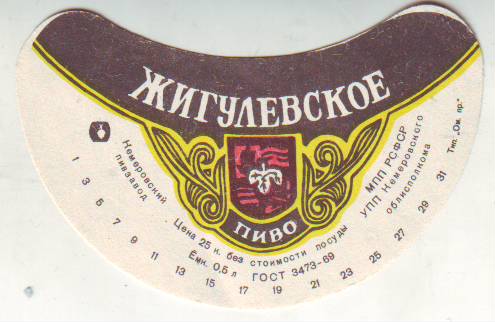 ЖИГУЛЕВСКОЕ
ПИВО
Кемеровский
пивзавод
Цена 25 к. без стоимости посуды
Емк. 0,5 л ГОСТ 3473-69
МПП РСФСР
УПП Кемеровского
облисполкома
Тип. „Ом. пр."
1 3 5 7 9 11 13 15 17 19 21 23 25 27 29 31